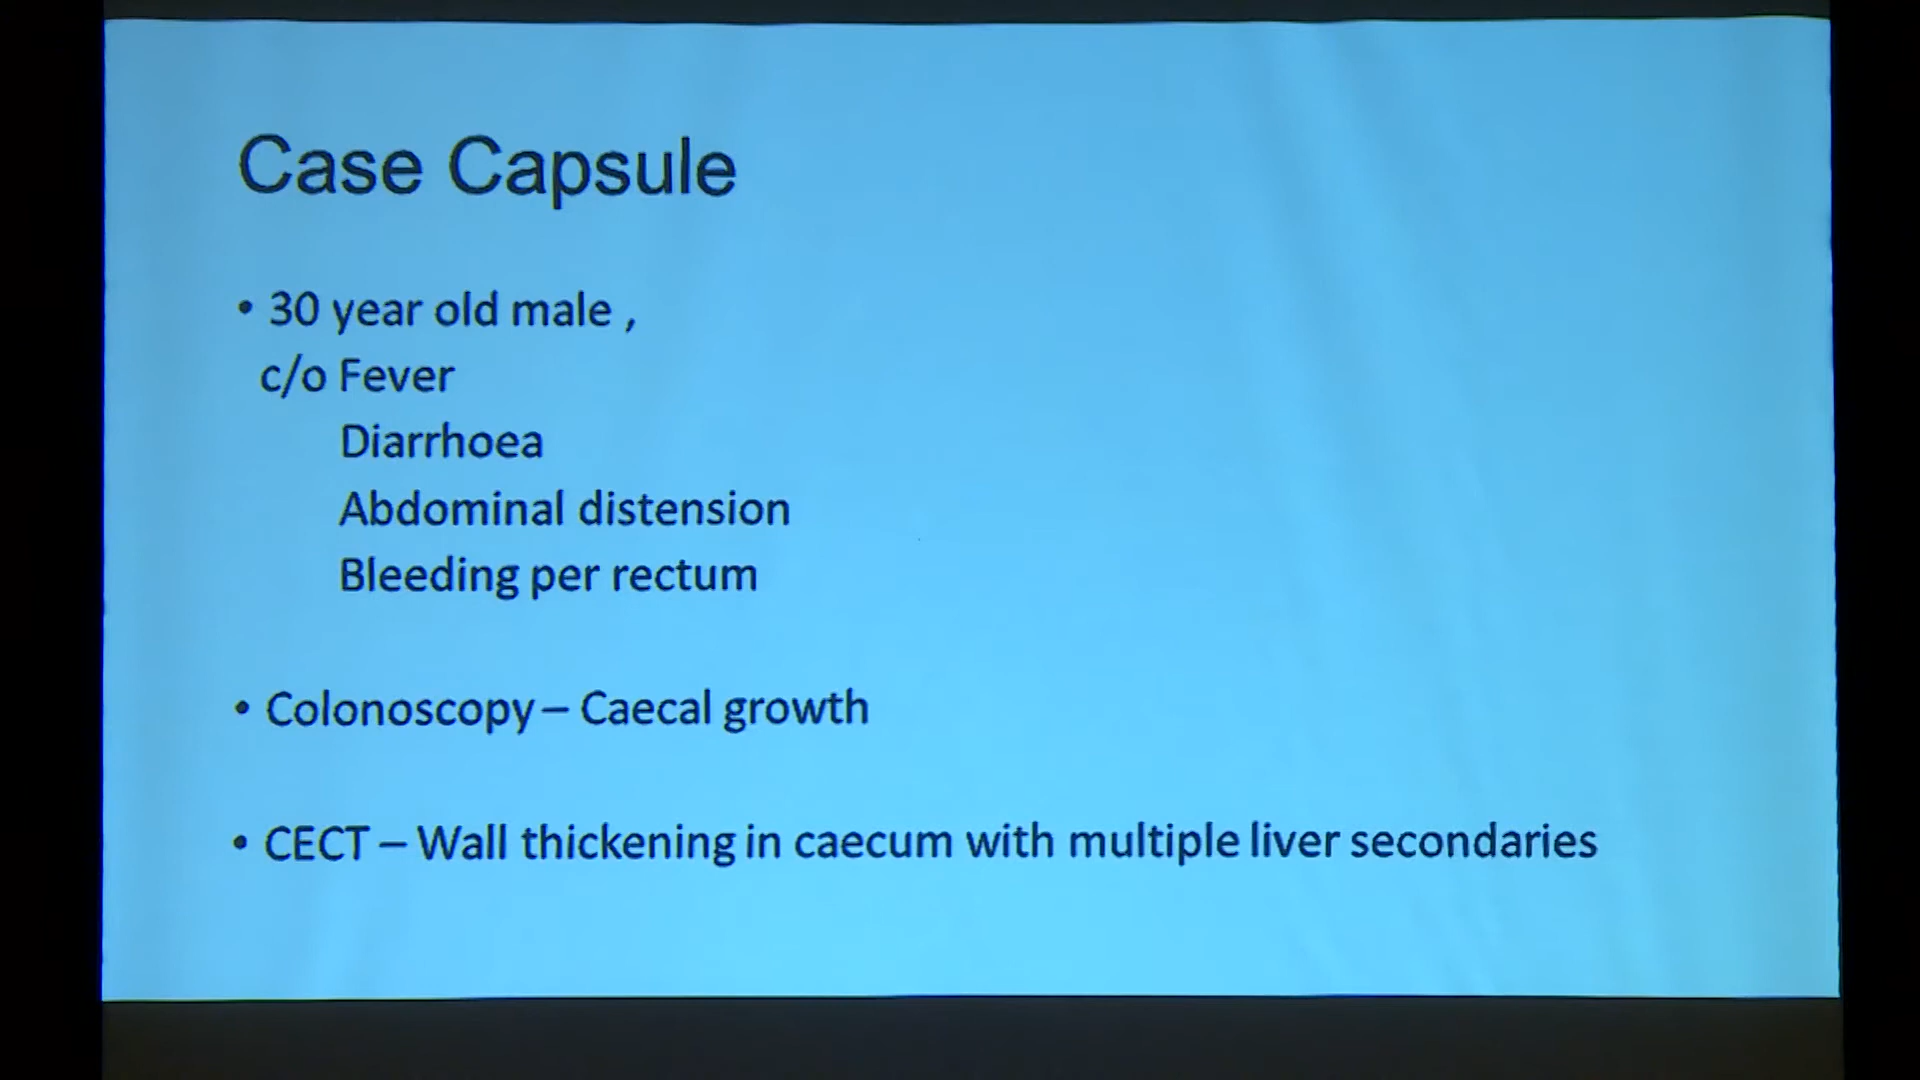 Case Capsule
• 30 year old male ,
c/o Fever
Diarrhoea
Abdominal distension
Bleeding per rectum
• Colonoscopy – Caecal growth
• CECT – Wall thickening in caecum with multiple liver secondaries